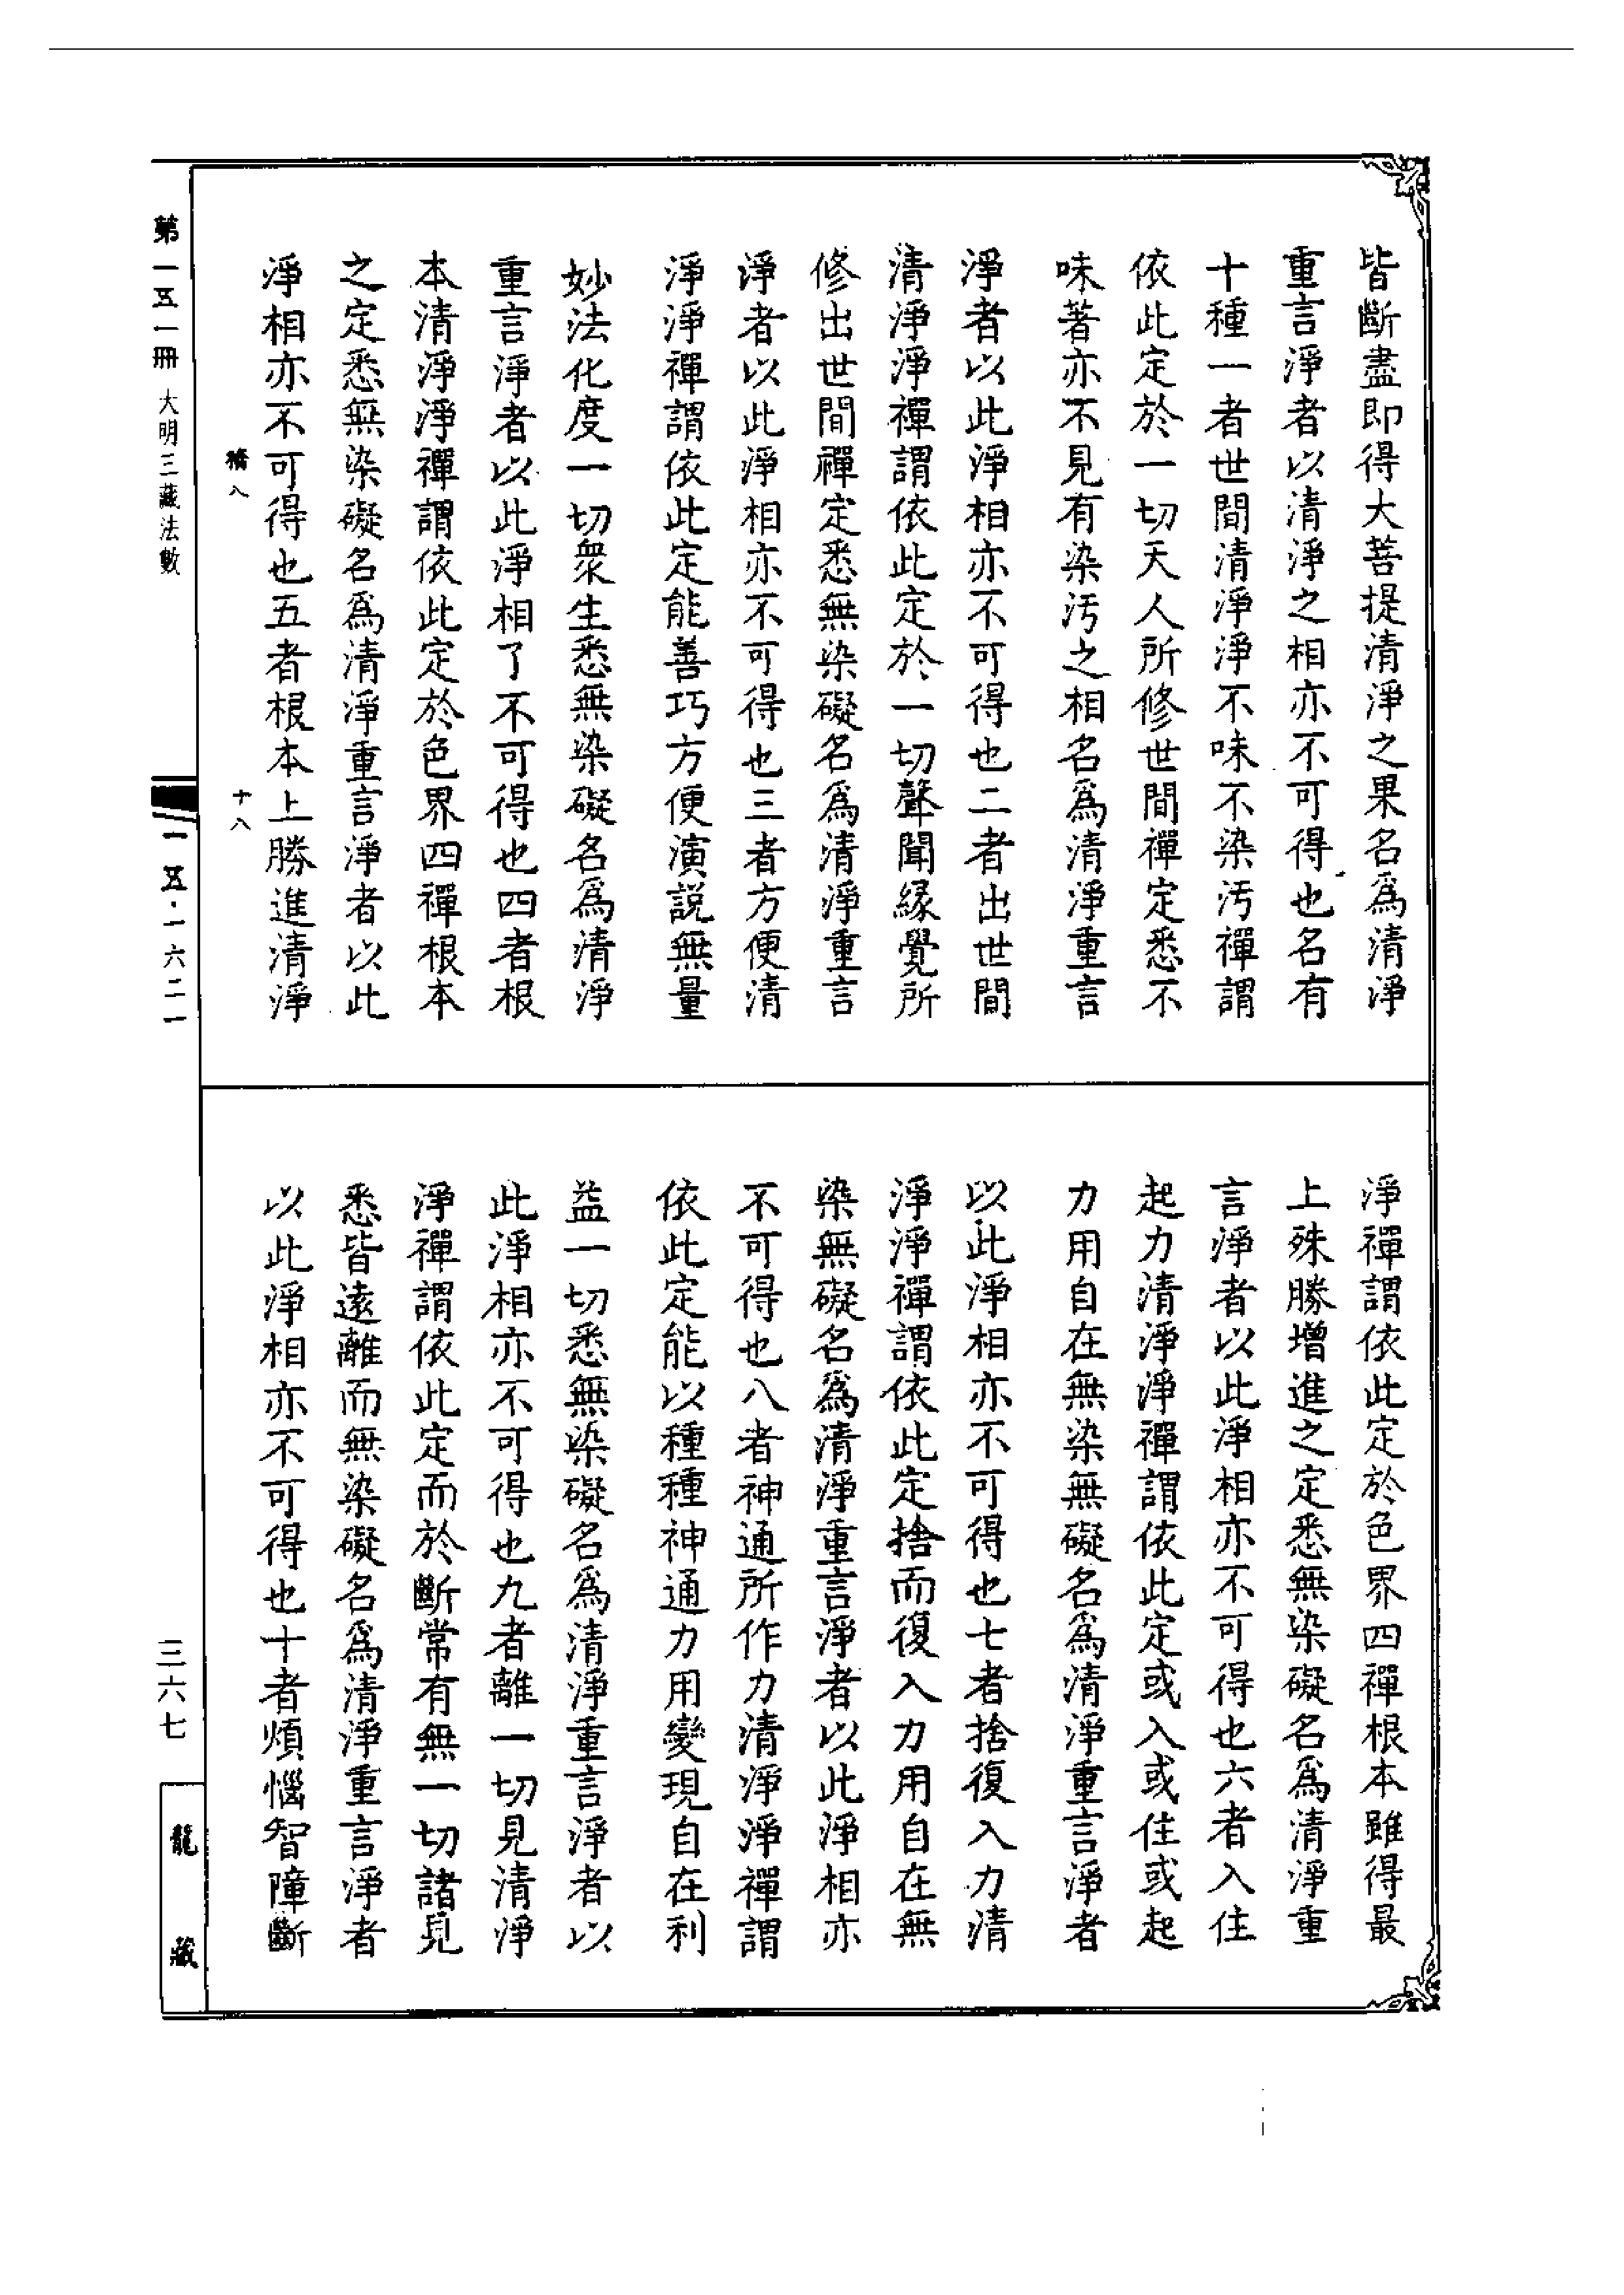 皆斷盡即得大菩提清淨之果名爲清淨
重言淨者以清淨之相亦不可得也名有
十種一者世間清淨淨不味不染汚禪謂
依此定於一切天人所修世間禪定悉不
味著亦不見有染汚之相名爲清淨重言
淨者以此淨相亦不可得也二者出世間
清淨淨禪謂依此定於一切聲聞縁覺所
修出世間禪定悉無染礙名爲清淨重言
淨者以此淨相亦不可得也三者方便清
淨淨禪謂依此定能善巧方便演説無量
妙法化度一切衆生悉無染礙名爲清淨
重言淨者以此淨相了不可得也四者根
本清淨淨禪謂依此定於色界四禪根本
之定悉無染礙名爲清淨重言淨者以此
淨相亦不可得也五者根本上勝進清淨
淨禪謂依此定於色界四禪根本雖得最
上殊勝增進之定悉無染礙名爲清淨重
言淨者以此淨相亦不可得也六者入住
起力清淨淨禪謂依此定或入或住或起
力用自在無染無礙名爲清淨重言淨者
以此淨相亦不可得也七者捨復入力清
淨淨禪謂依此定捨而復入力用自在無
染無礙名爲清淨重言淨者以此淨相亦
不可得也八者神通所作力清淨淨禪謂
依此定能以種種神通力用變現自在利
益一切悉無染礙名爲清淨重言淨者以
此淨相亦不可得也九者離一切見清淨
淨禪謂依此定而於斷常有無一切諸見
悉皆遠離而無染礙名爲清淨重言淨者
以此淨相亦不可得也十者煩惱智障斷
八
十八
第一五一冊 大明三藏法數
一五·一六二一
三六七
龍藏